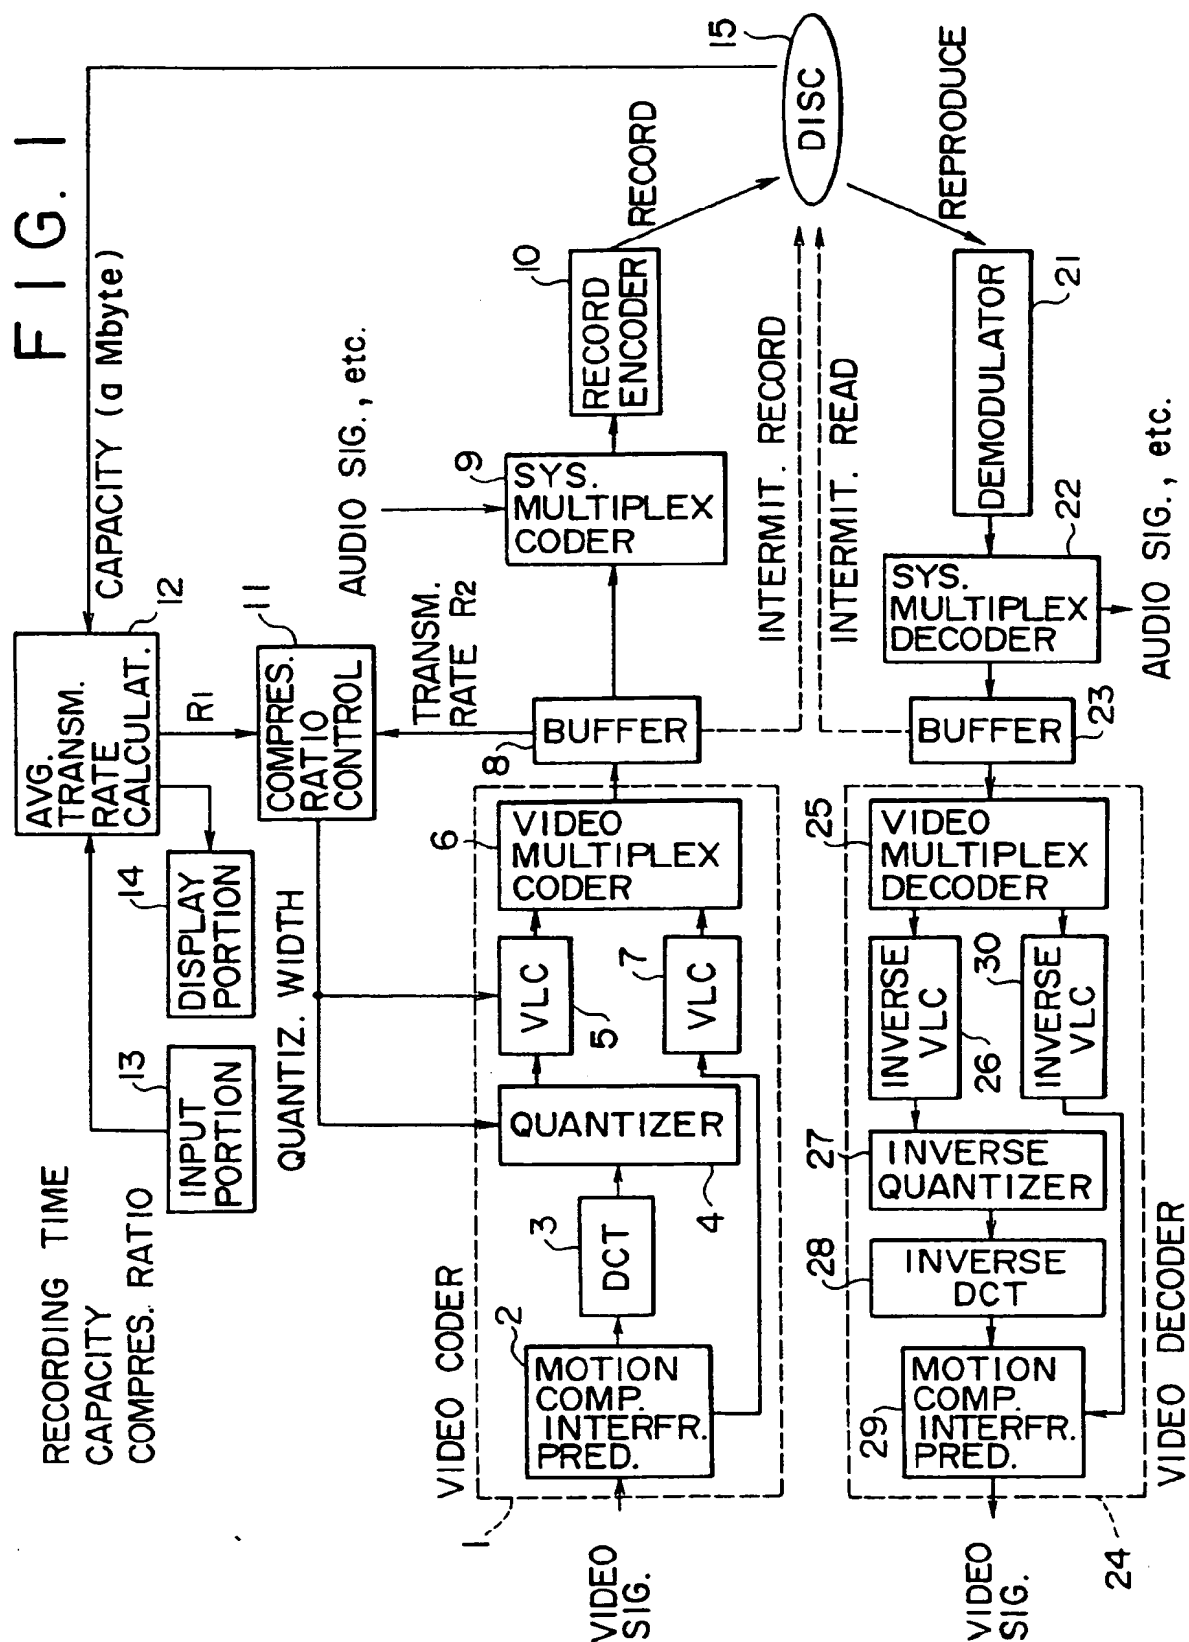 FIG. 1
RECORDING TIME
CAPACITY
COMPRES. RATIO
13
INPUT
PORTION
14
DISPLAY
PORTION
AVG.
TRANSM.
RATE
CALCULAT.
12
CAPACITY (a Mbyte)
R1
11
COMPRES.
RATIO
CONTROL
QUANTIZ. WIDTH
TRANSM.
RATE R2
AUDIO SIG., etc.
VIDEO CODER
1
VIDEO
SIG.
2
MOTION
COMP.
INTERFR.
PRED.
3
DCT
4
QUANTIZER
5
VLC
7
VLC
6
VIDEO
MULTIPLEX
CODER
8
BUFFER
9
SYS.
MULTIPLEX
CODER
10
RECORD
ENCODER
RECORD
15
DISC
INTERMIT. RECORD
INTERMIT. READ
REPRODUCE
21
DEMODULATOR
22
SYS.
MULTIPLEX
DECODER
AUDIO SIG., etc.
23
BUFFER
25
VIDEO
MULTIPLEX
DECODER
26
INVERSE
VLC
30
INVERSE
VLC
27
INVERSE
QUANTIZER
28
INVERSE
DCT
29
MOTION
COMP.
INTERFR.
PRED.
VIDEO
SIG.
24
VIDEO DECODER